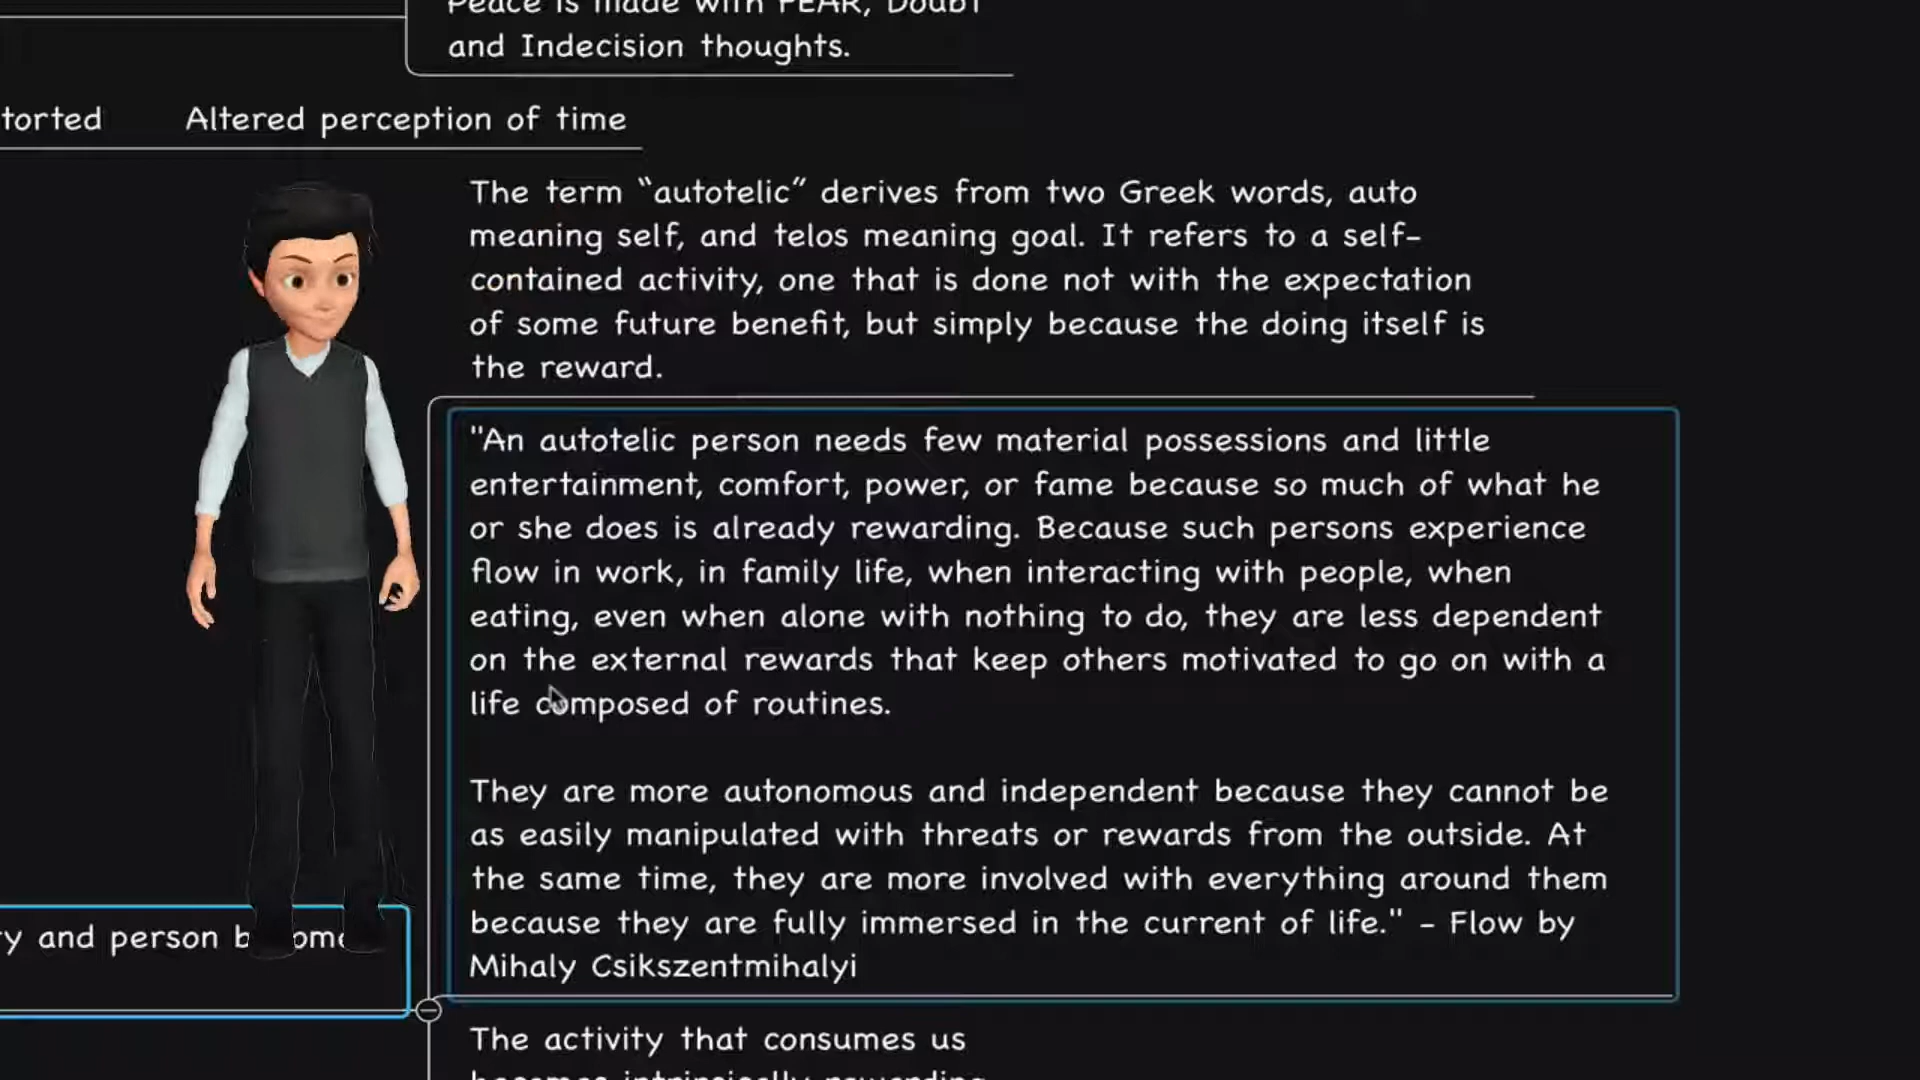 Peace is made with FEAR, Doubt
and Indecision thoughts.
torted
Altered perception of time
The term “autotelic” derives from two Greek words, auto
meaning self, and telos meaning goal. It refers to a self-
contained activity, one that is done not with the expectation
of some future benefit, but simply because the doing itself is
the reward.
"An autotelic person needs few material possessions and little
entertainment, comfort, power, or fame because so much of what he
or she does is already rewarding. Because such persons experience
flow in work, in family life, when interacting with people, when
eating, even when alone with nothing to do, they are less dependent
on the external rewards that keep others motivated to go on with a
life composed of routines.
They are more autonomous and independent because they cannot be
as easily manipulated with threats or rewards from the outside. At
the same time, they are more involved with everything around them
because they are fully immersed in the current of life." - Flow by
Mihaly Csikszentmihalyi
and person
The activity that consumes us
becomes intrinsically rewarding